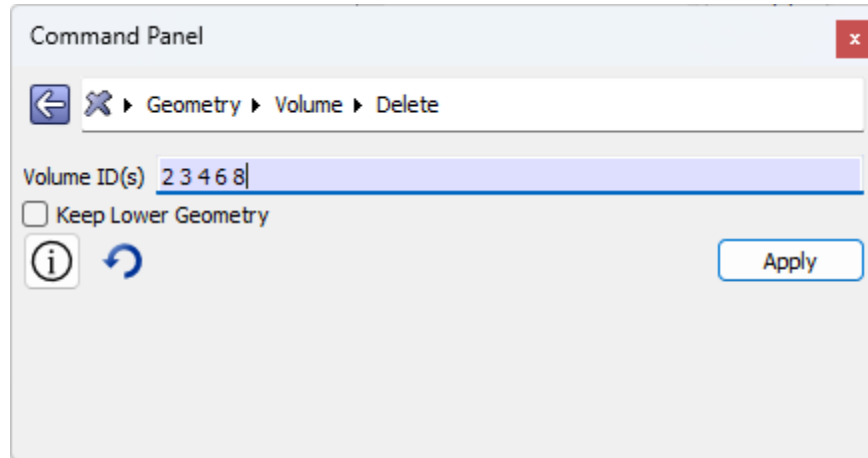 Command Panel
x
Geometry Volume Delete
Volume ID(s) 2 3 4 6 8
Keep Lower Geometry
Apply